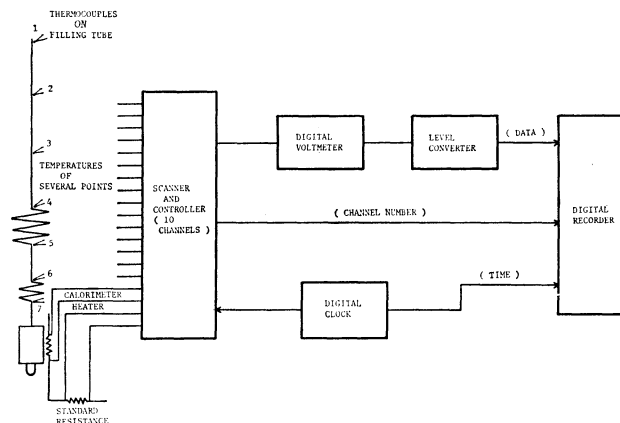 THERMOCOUPLES
ON
FILLING TUBE
1
2
3
TEMPERATURES
OF
SEVERAL POINTS
4
5
6
7
CALORIMETER
HEATER
STANDARD
RESISTANCE
SCANNER
AND
CONTROLLER
( 10
CHANNELS )
DIGITAL
VOLTMETER
LEVEL
CONVERTER
( DATA )
( CHANNEL NUMBER )
DIGITAL
RECORDER
( TIME )
DIGITAL
CLOCK